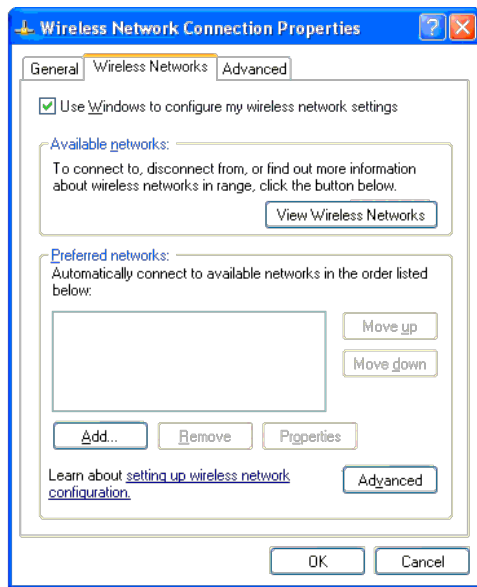 Wireless Network Connection Properties
General Wireless Networks Advanced
Use Windows to configure my wireless network settings
Available networks:
To connect to, disconnect from, or find out more information
about wireless networks in range, click the button below.
View Wireless Networks
Preferred networks:
Automatically connect to available networks in the order listed
below:
Move up
Move down
Add... Remove Properties
Learn about setting up wireless network
configuration.
Advanced
OK Cancel